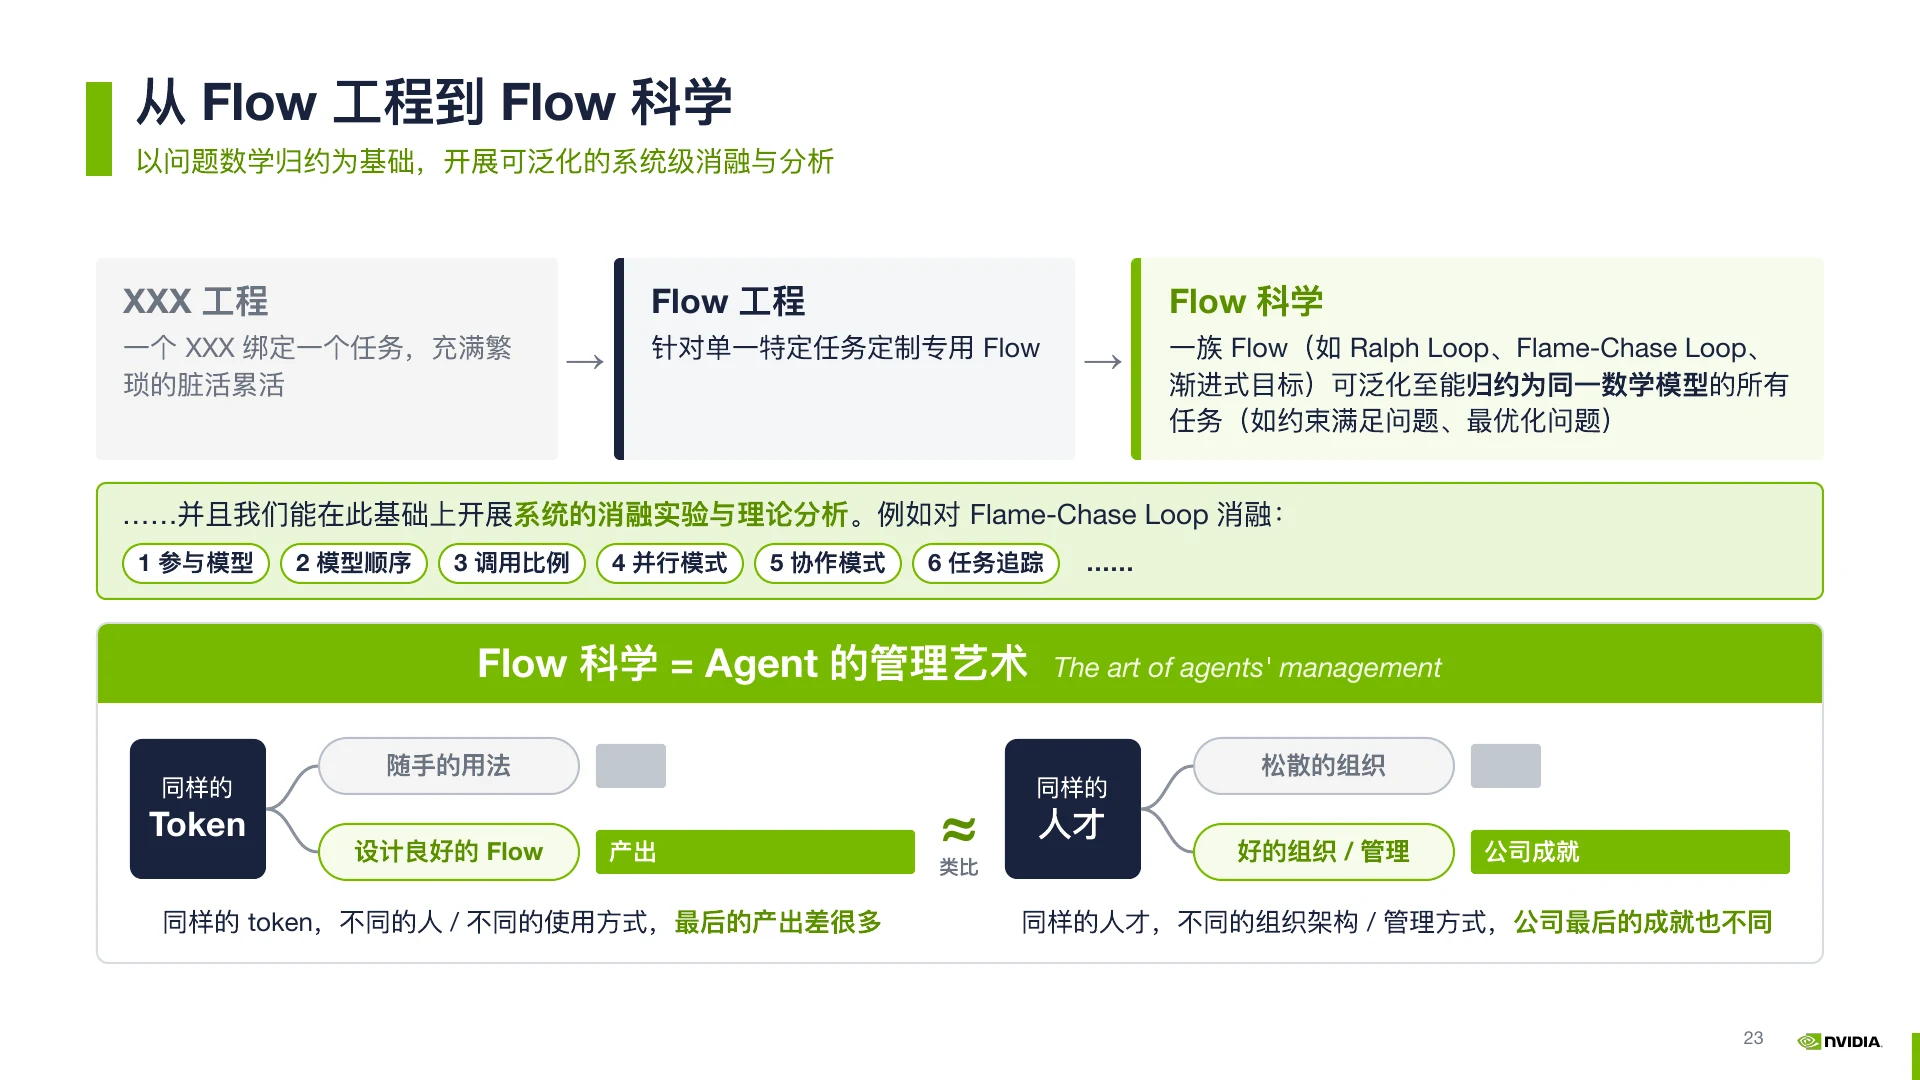 从 Flow 工程到 Flow 科学
以问题数学归约为基础，开展可泛化的系统级消融与分析
XXX 工程
一个 XXX 绑定一个任务，充满繁
琐的脏活累活
→
Flow 工程
针对单一特定任务定制专用 Flow
→
Flow 科学
一族 Flow（如 Ralph Loop、Flame-Chase Loop、
渐进式目标）可泛化至能归约为同一数学模型的所有
任务（如约束满足问题、最优化问题）
……并且我们能在此基础上开展系统的消融实验与理论分析。例如对 Flame-Chase Loop 消融：
1 参与模型 2 模型顺序 3 调用比例 4 并行模式 5 协作模式 6 任务追踪 ……
Flow 科学 = Agent 的管理艺术 The art of agents' management
同样的
Token
随手的用法
设计良好的 Flow
产出
≈
类比
同样的
人才
松散的组织
好的组织 / 管理
公司成就
同样的 token，不同的人 / 不同的使用方式，最后的产出差很多
同样的人才，不同的组织架构 / 管理方式，公司最后的成就也不同
23
NVIDIA